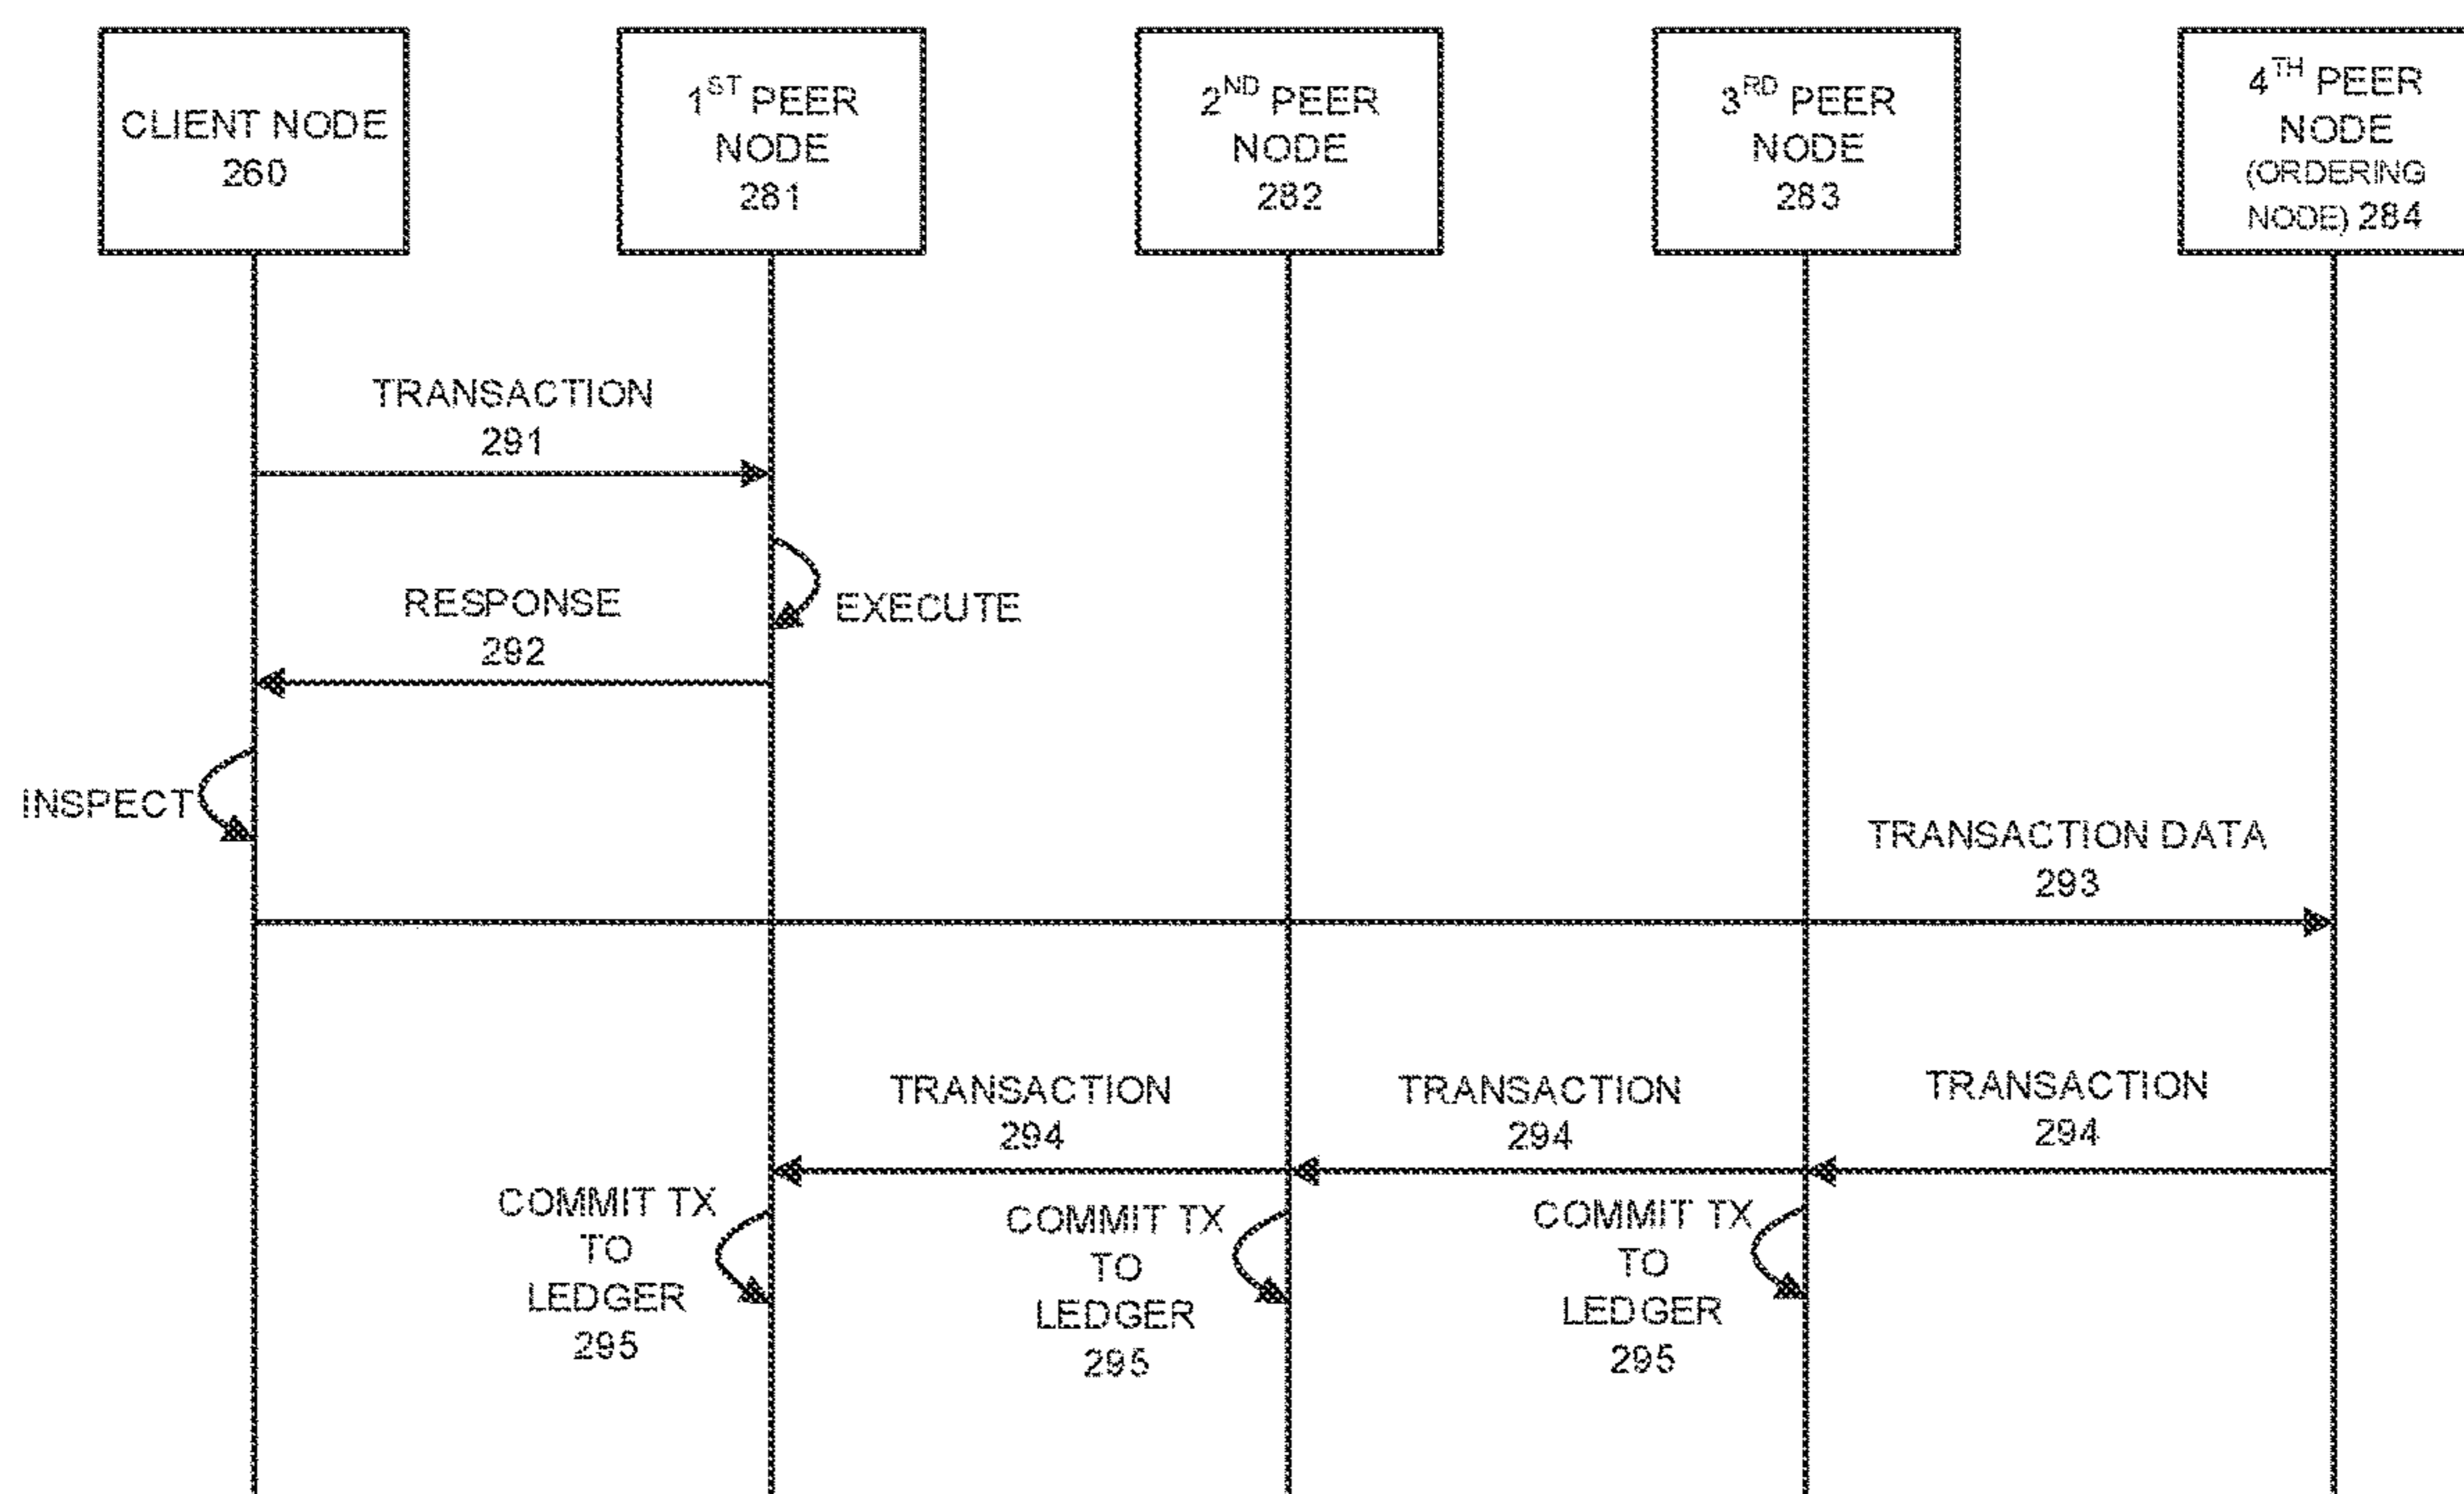 CLIENT NODE
260
1ST PEER
NODE
281
2ND PEER
NODE
282
3RD PEER
NODE
283
4TH PEER
NODE
(ORDERING
NODE) 284
TRANSACTION
291
EXECUTE
RESPONSE
292
INSPECT
TRANSACTION DATA
293
TRANSACTION
294
TRANSACTION
294
TRANSACTION
294
COMMIT TX
TO
LEDGER
295
COMMIT TX
TO
LEDGER
295
COMMIT TX
TO
LEDGER
295